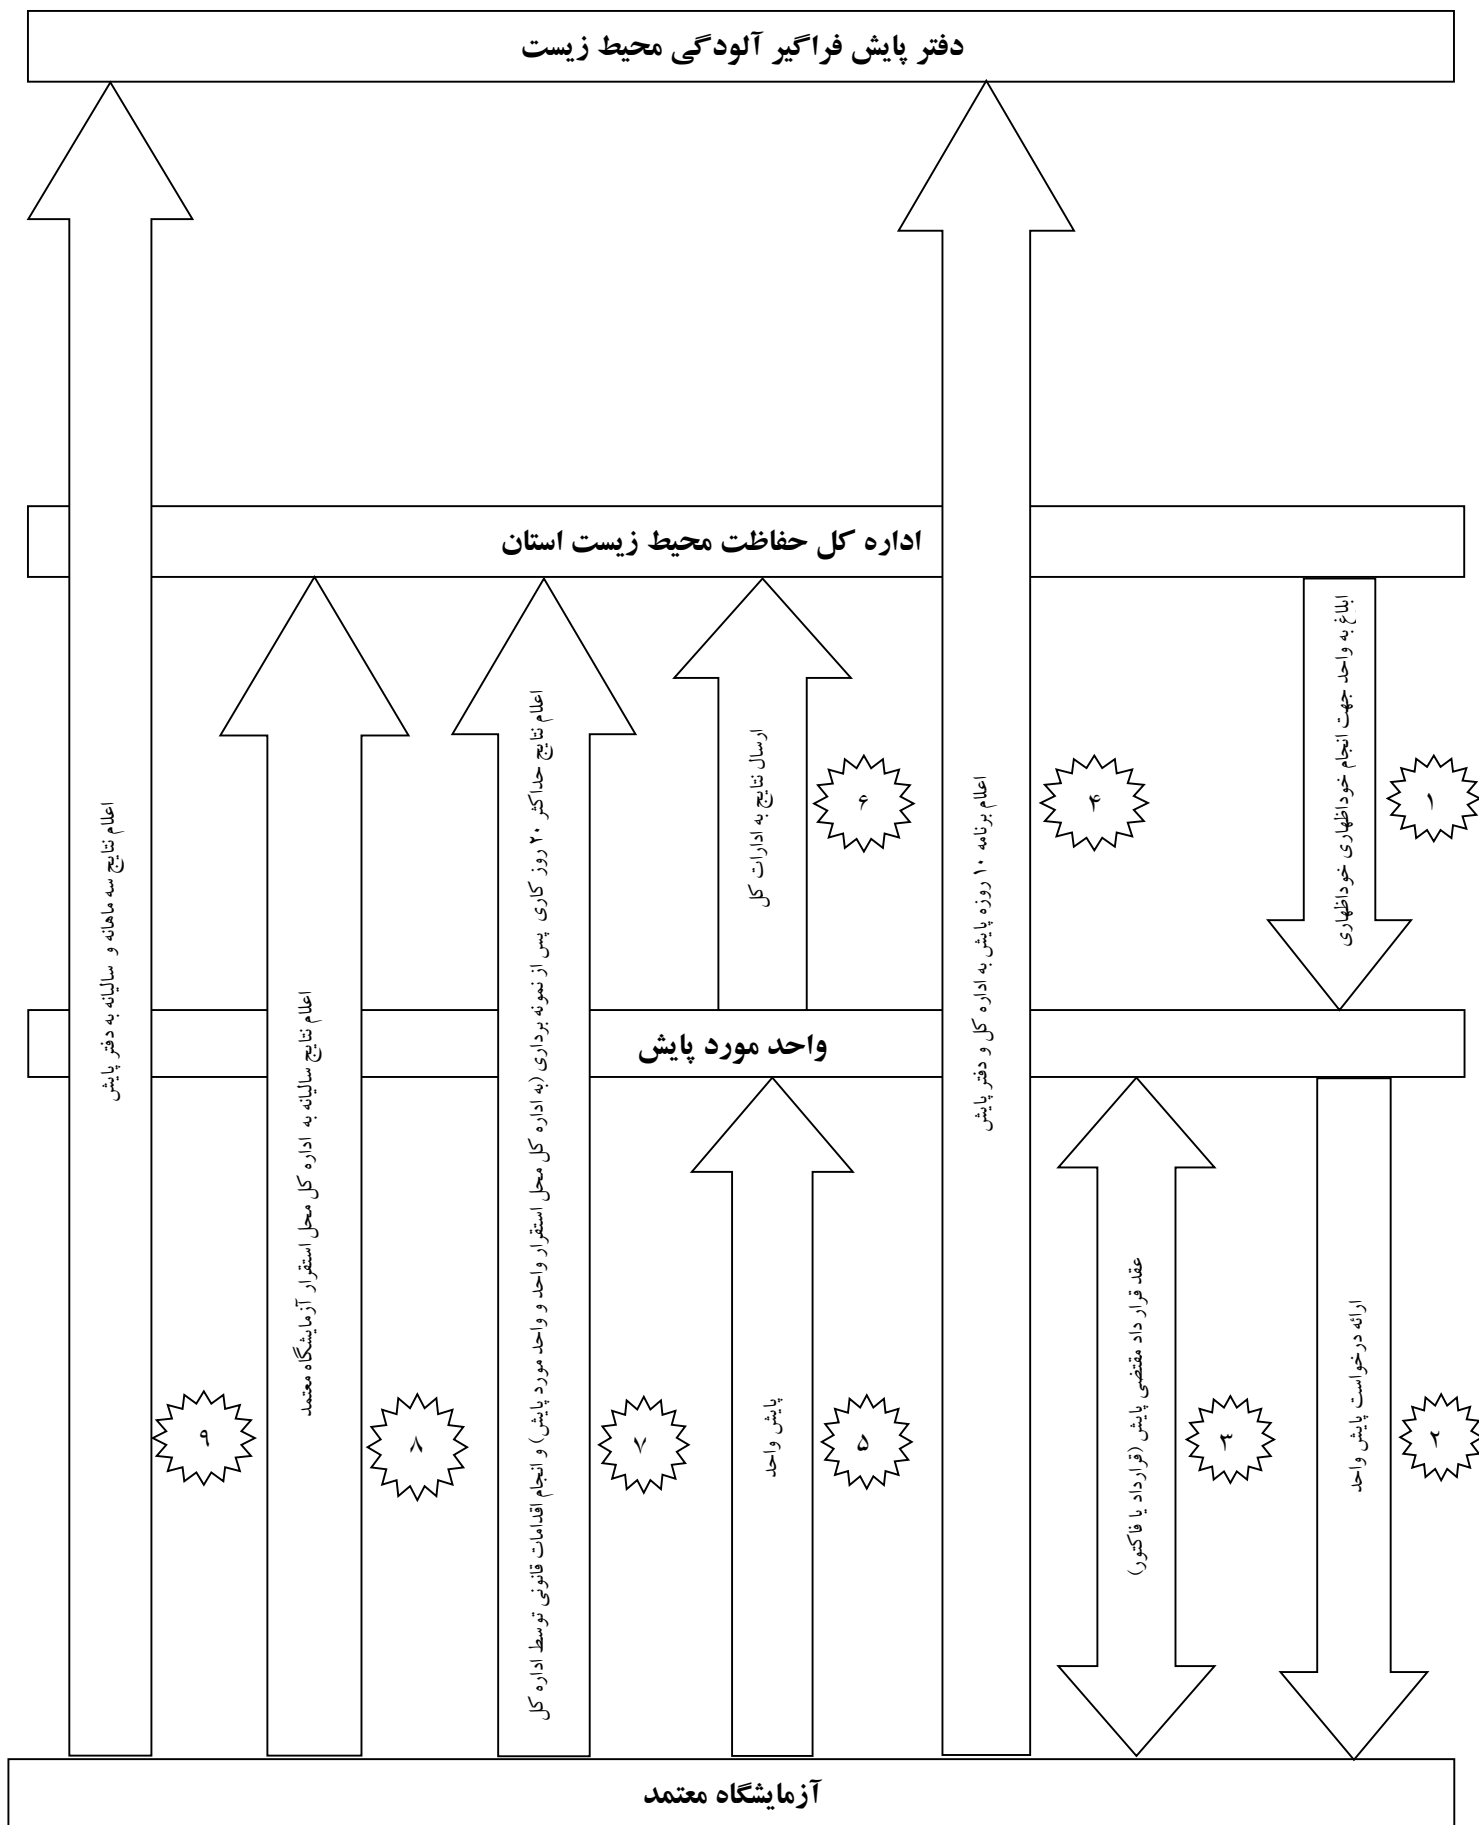 دفتر پایش فراگیر آلودگی محیط زیست
اداره کل حفاظت محیط زیست استان
ابلاغ به واحد جهت انجام خوداظهاری خوداظهاری
۱
اعلام برنامه ۱۰ روزه پایش به اداره کل و دفتر پایش
۴
ارسال نتایج به ادارات کل
۶
اعلام نتایج حداکثر ۲۰ روز کاری پس از نمونه برداری (به اداره کل محل استقرار واحد و واحد مورد پایش) و انجام اقدامات قانونی توسط اداره کل
۷
اعلام نتایج سالیانه به اداره کل محل استقرار آزمایشگاه معتمد
۸
اعلام نتایج سه ماهانه و سالیانه به دفتر پایش
۹
واحد مورد پایش
ارائه درخواست پایش واحد
۲
عقد قرار داد مقتضی پایش (قرارداد یا فاکتور)
۳
پایش واحد
۵
آزمایشگاه معتمد